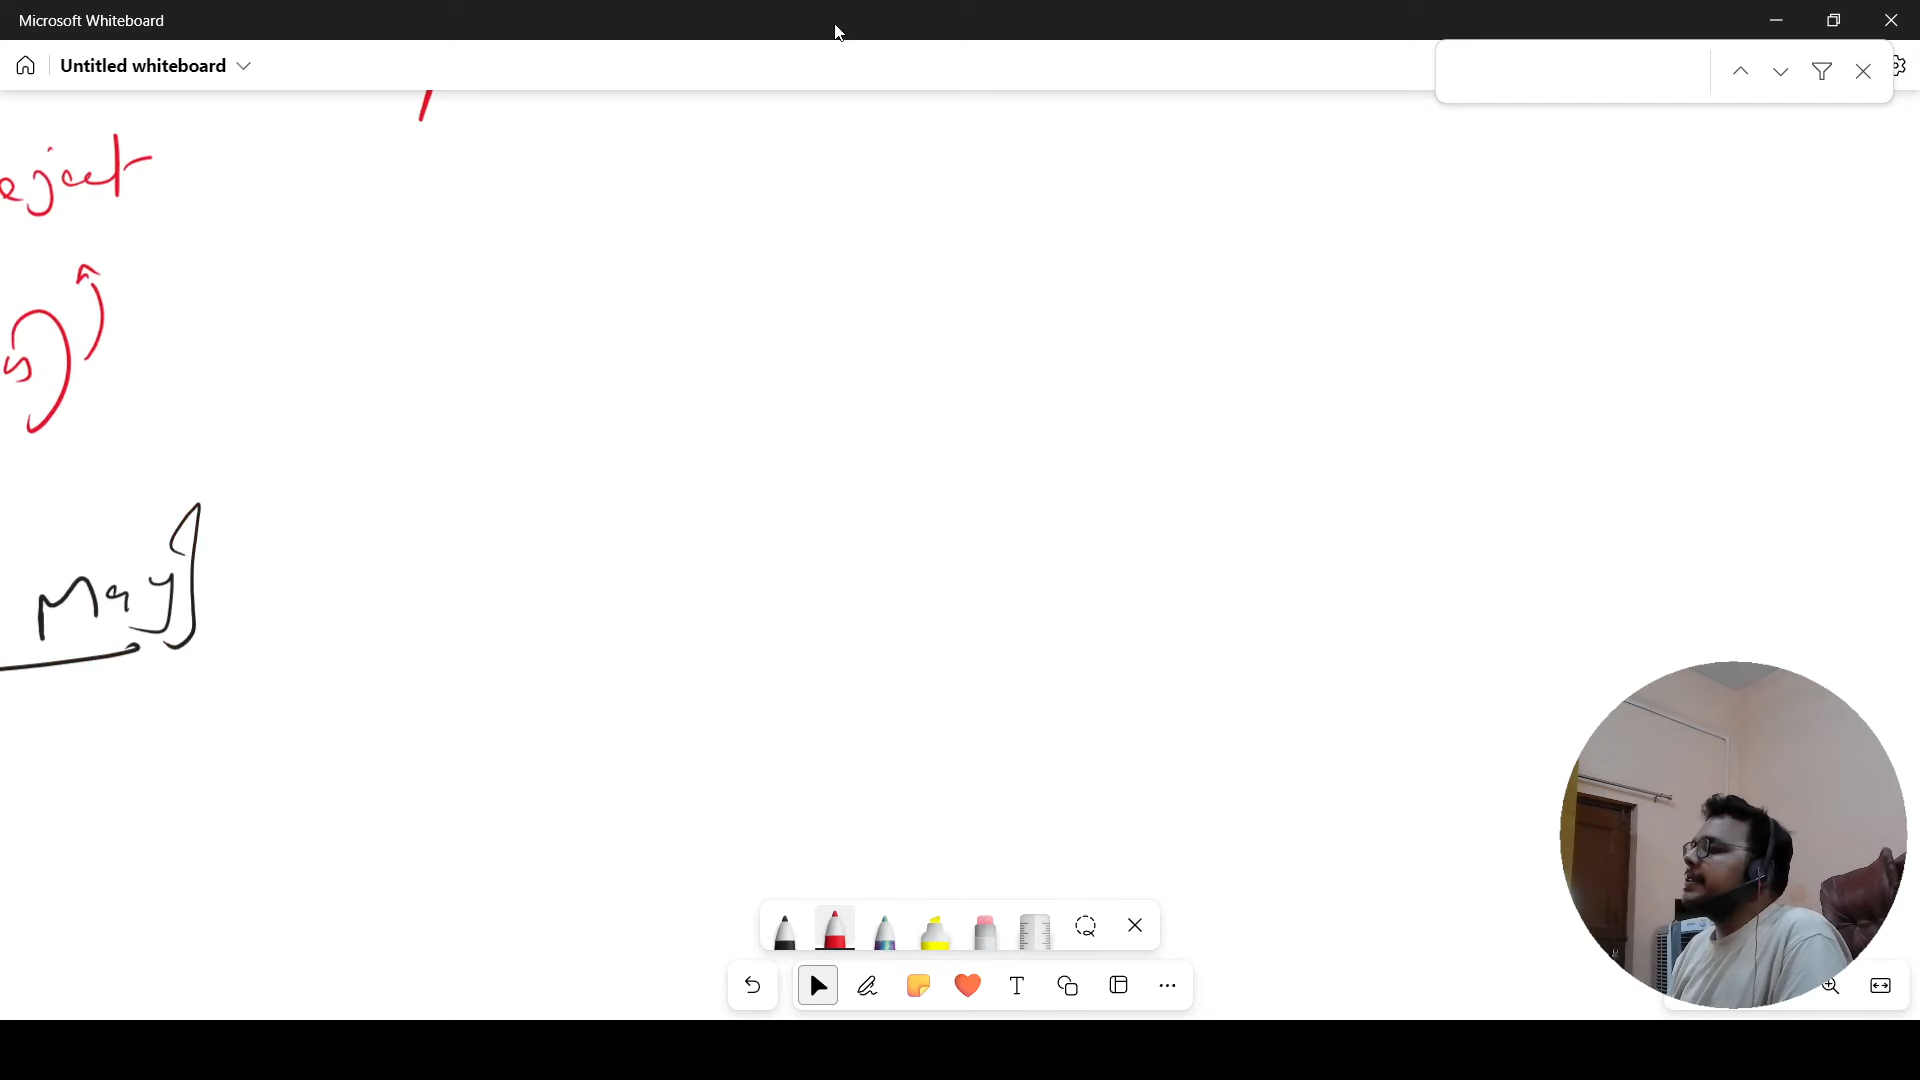 Microsoft Whiteboard
Untitled whiteboard
eject
May
T